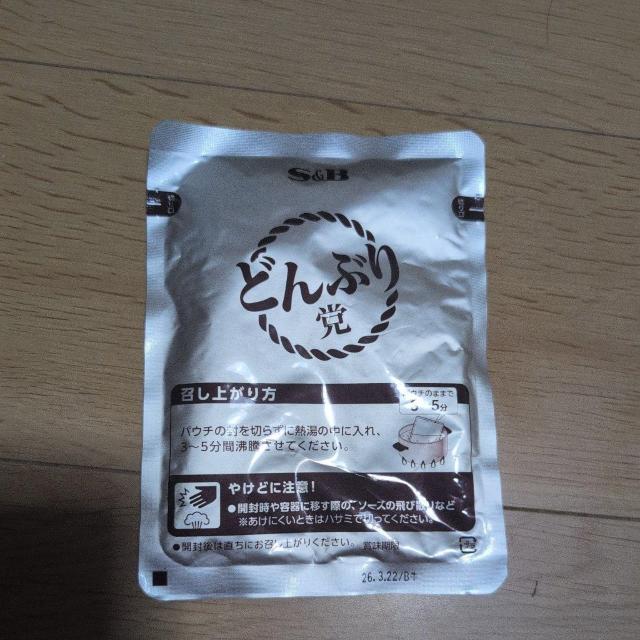 S&B
どんぶり
党
召し上がり方
パウチのままで
3～5分
パウチの封を切らずに熱湯の中に入れ、
3～5分間沸騰させてください。
やけどに注意!
●開封時や容器に移す際の、ソースの飛び散りなど
※あけにくいときはハサミで切ってください。
●開封後は直ちにお召し上がりください。 賞味期限
26.3.22/B